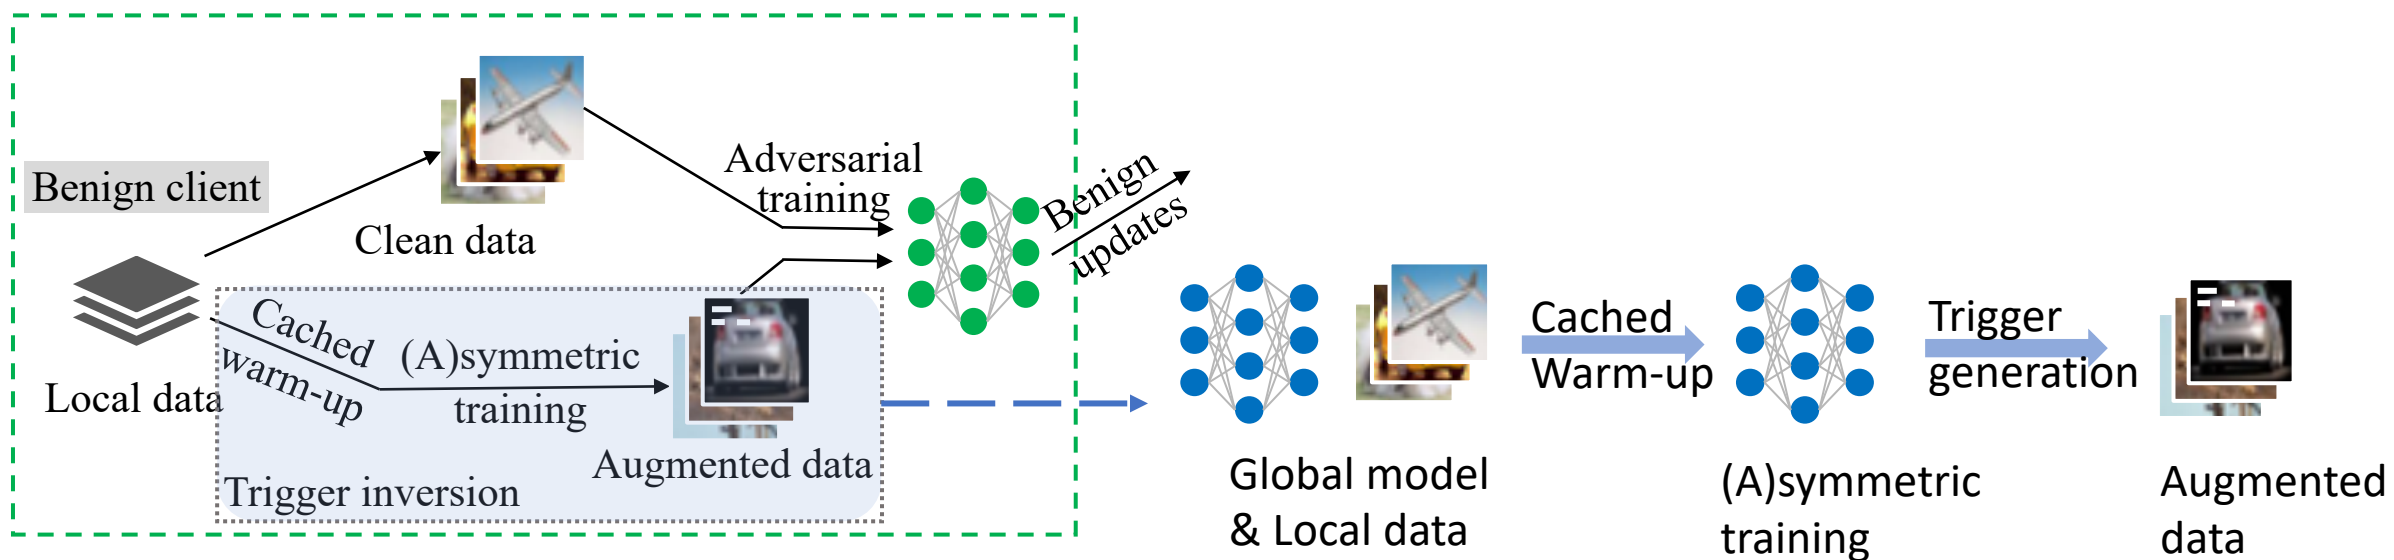 Benign client
Local data
Clean data
Adversarial
training
Benign
updates
Cached
warm-up
(A)symmetric
training
Augmented data
Trigger inversion
Global model
& Local data
Cached
Warm-up
(A)symmetric
training
Trigger
generation
Augmented
data